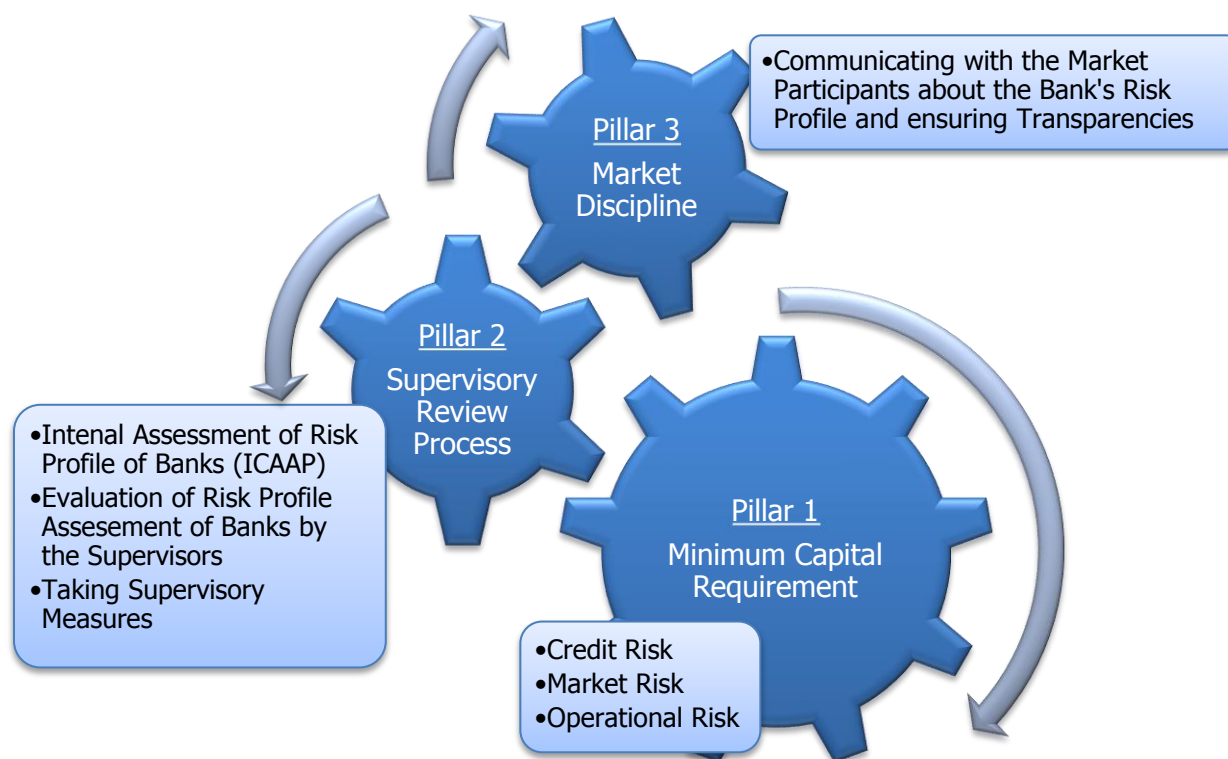 Pillar 3
Market
Discipline
•Communicating with the Market
Participants about the Bank's Risk
Profile and ensuring Transparencies
Pillar 2
Supervisory
Review
Process
•Intenal Assessment of Risk
Profile of Banks (ICAAP)
•Evaluation of Risk Profile
Assesement of Banks by
the Supervisors
•Taking Supervisory
Measures
Pillar 1
Minimum Capital
Requirement
•Credit Risk
•Market Risk
•Operational Risk